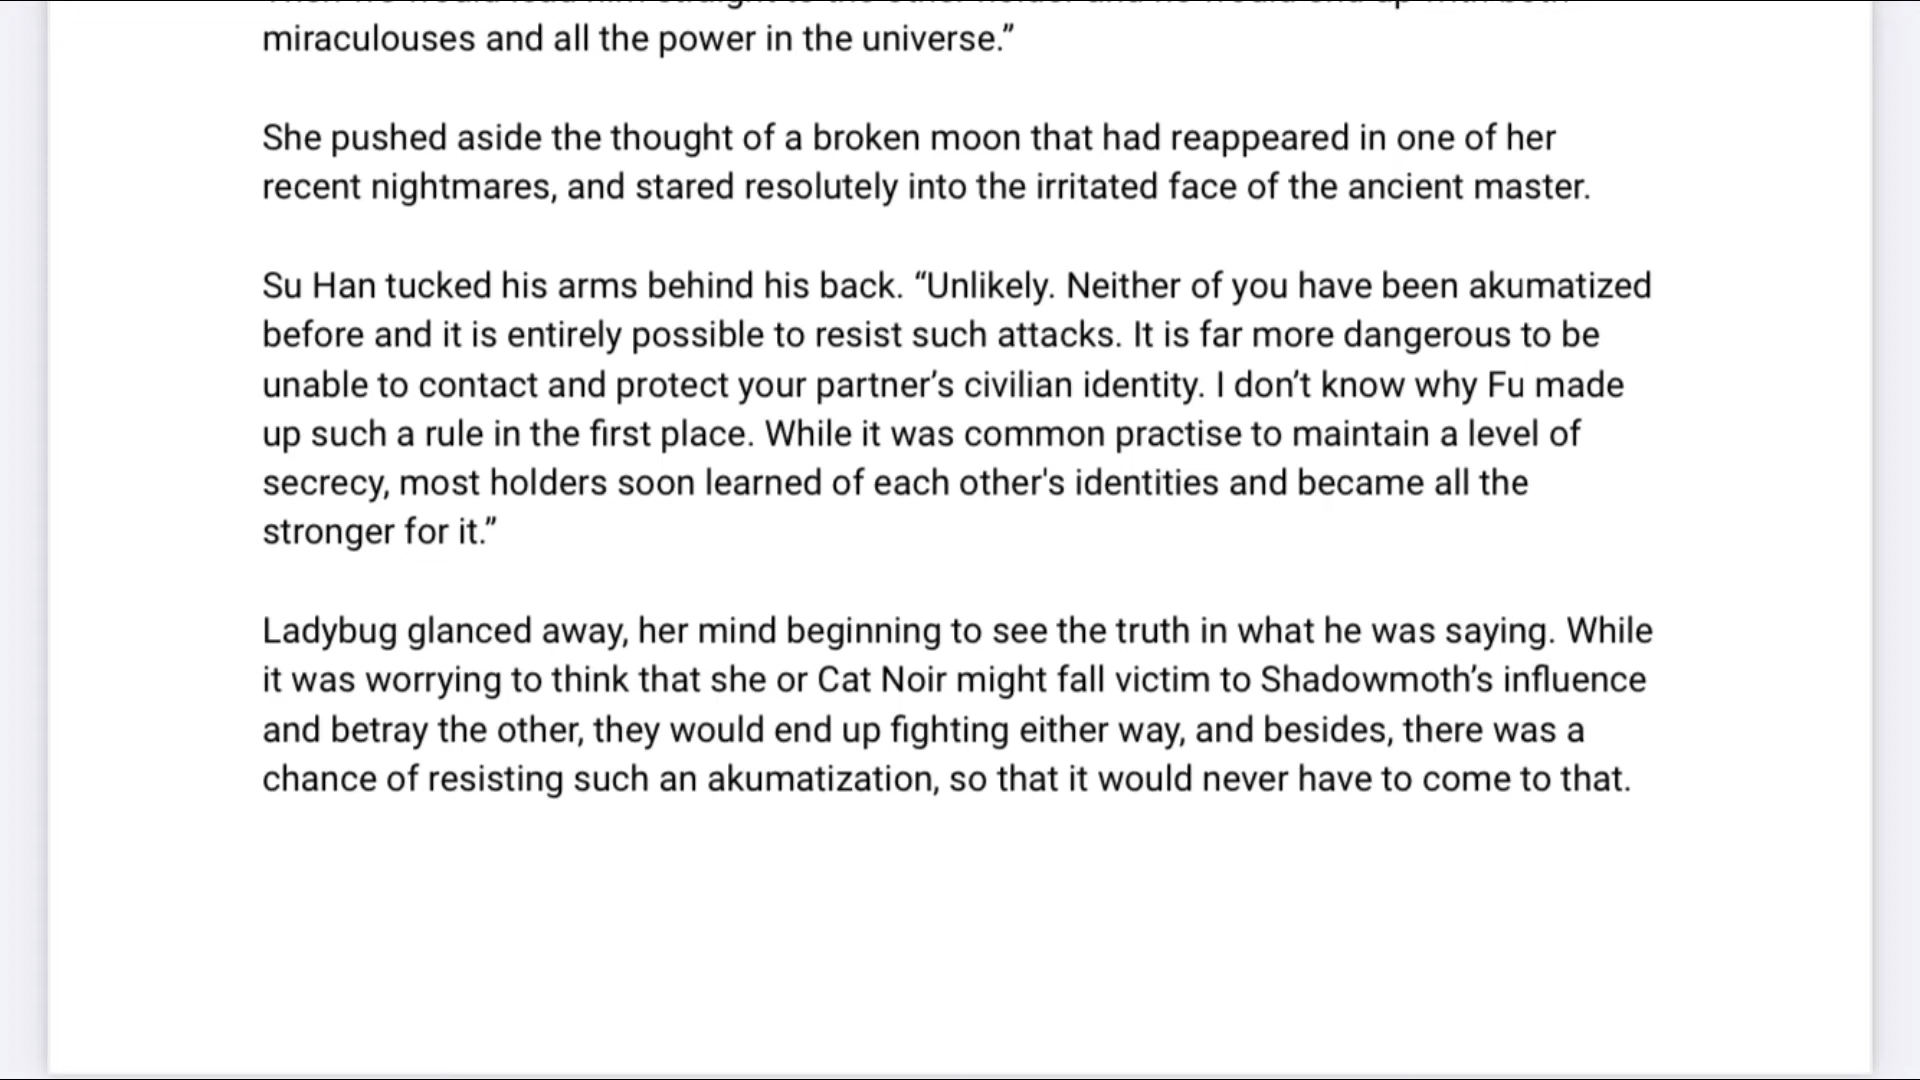 miraculouses and all the power in the universe.”
She pushed aside the thought of a broken moon that had reappeared in one of her
recent nightmares, and stared resolutely into the irritated face of the ancient master.
Su Han tucked his arms behind his back. “Unlikely. Neither of you have been akumatized
before and it is entirely possible to resist such attacks. It is far more dangerous to be
unable to contact and protect your partner’s civilian identity. I don’t know why Fu made
up such a rule in the first place. While it was common practise to maintain a level of
secrecy, most holders soon learned of each other's identities and became all the
stronger for it.”
Ladybug glanced away, her mind beginning to see the truth in what he was saying. While
it was worrying to think that she or Cat Noir might fall victim to Shadowmoth’s influence
and betray the other, they would end up fighting either way, and besides, there was a
chance of resisting such an akumatization, so that it would never have to come to that.